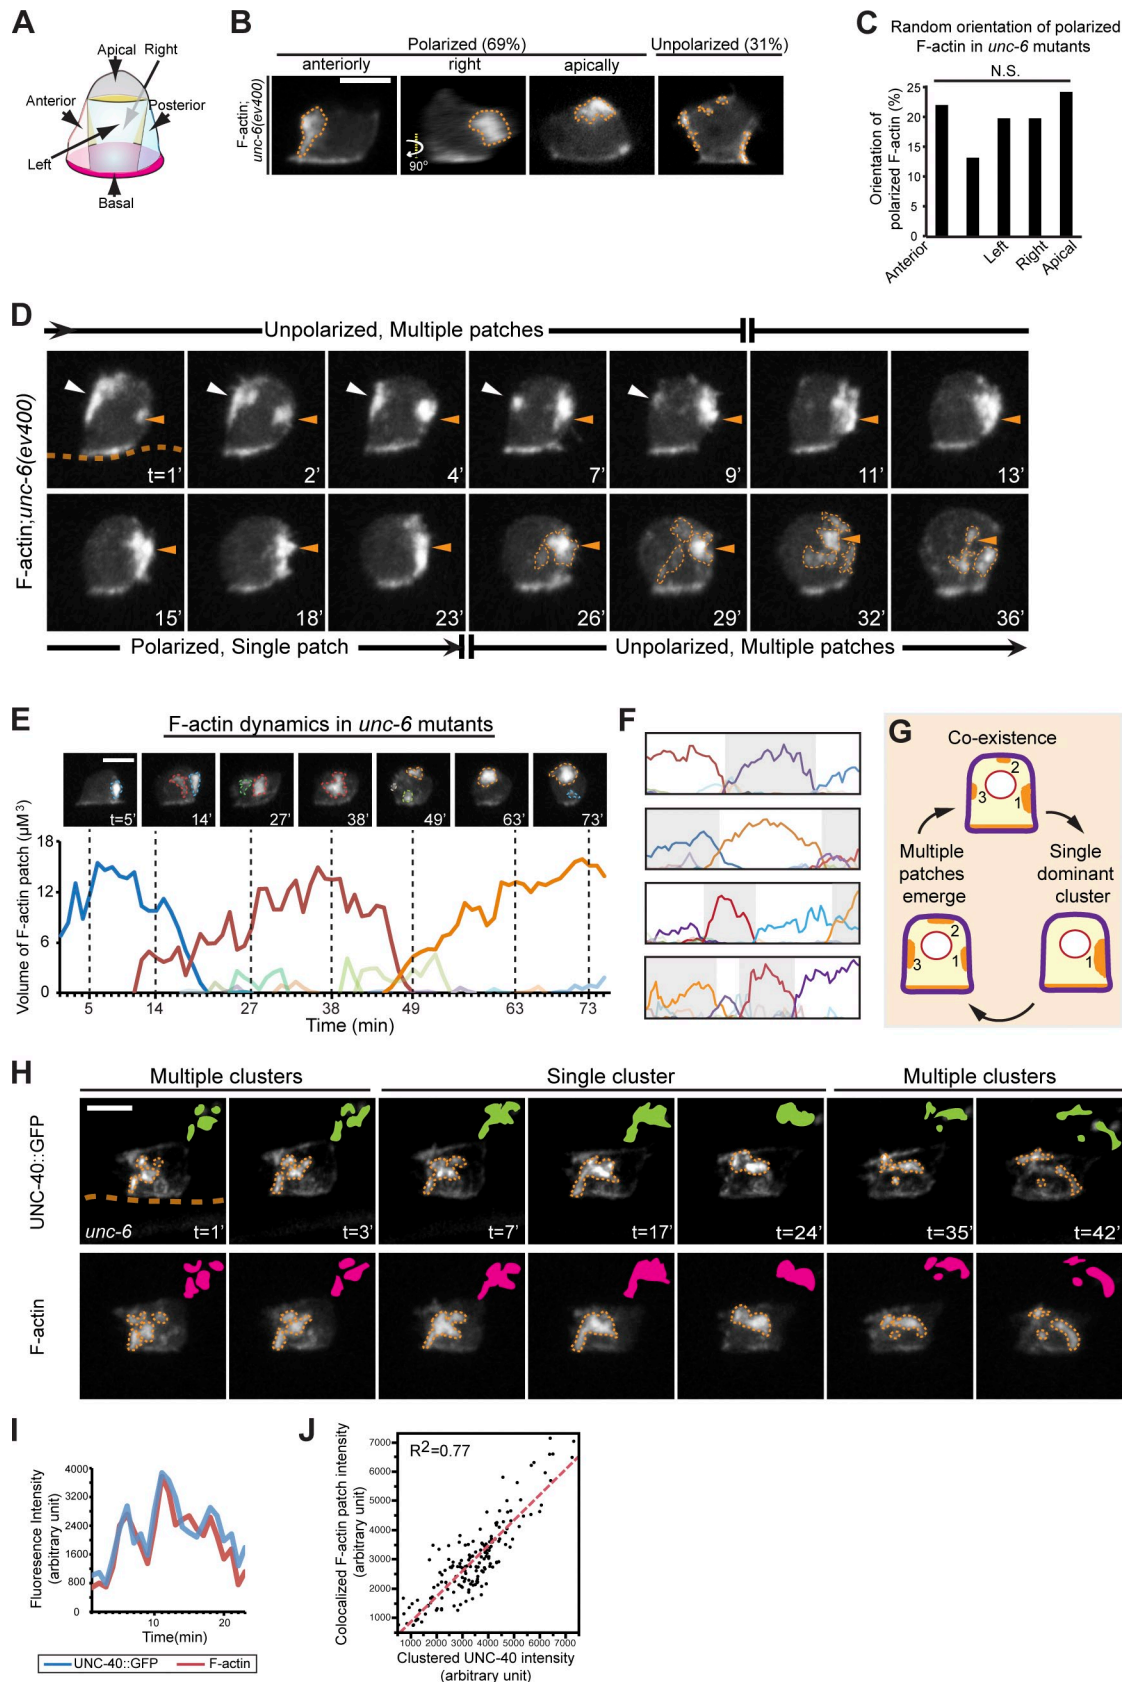 A
Apical
Right
Anterior
Posterior
Left
Basal
B
Polarized (69%)
Unpolarized (31%)
anteriorly
right
apically
F-actin;
unc-6(ev400)
90°
C
Random orientation of polarized
F-actin in unc-6 mutants
N.S.
Orientation of
polarized F-actin (%)
25
20
15
10
5
0
Anterior
Left
Right
Apical
D
Unpolarized, Multiple patches
F-actin;unc-6(ev400)
t=1'
2'
4'
7'
9'
11'
13'
15'
18'
23'
26'
29'
32'
36'
Polarized, Single patch
Unpolarized, Multiple patches
E
F-actin dynamics in unc-6 mutants
t=5'
14'
27'
38'
49'
63'
73'
Volume of F-actin patch (µM³)
18
12
6
0
5
14
27
38
49
63
73
Time (min)
F
G
Co-existence
2
3
1
Multiple
patches
emerge
Single
dominant
cluster
2
3
1
1
H
Multiple clusters
Single cluster
Multiple clusters
UNC-40::GFP
unc-6
t=1'
t=3'
t=7'
t=17'
t=24'
t=35'
t=42'
F-actin
I
Fluoresence Intensity
(arbitrary unit)
4000
3200
2400
1600
800
0
10
20
Time(min)
UNC-40::GFP
F-actin
J
Colocalized F-actin patch intensity
(arbitrary unit)
R²=0.77
7000
6000
5000
4000
3000
2000
1000
1000 2000 3000 4000 5000 6000 7000
Clustered UNC-40 intensity
(arbitrary unit)